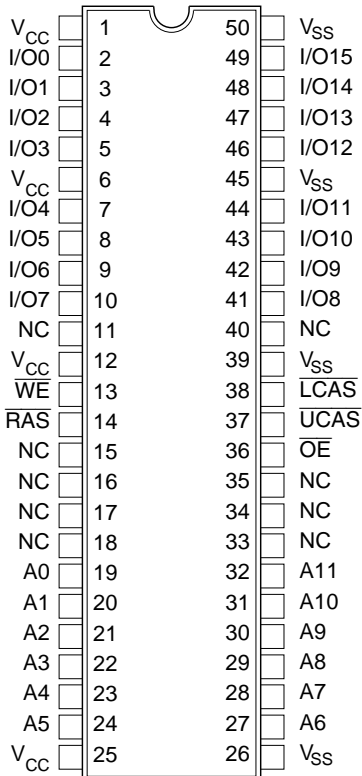 VCC 1 50 VSS
I/O0 2 49 I/O15
I/O1 3 48 I/O14
I/O2 4 47 I/O13
I/O3 5 46 I/O12
VCC 6 45 VSS
I/O4 7 44 I/O11
I/O5 8 43 I/O10
I/O6 9 42 I/O9
I/O7 10 41 I/O8
NC 11 40 NC
VCC 12 39 VSS
W̅E̅ 13 38 L̅C̅A̅S̅
R̅A̅S̅ 14 37 U̅C̅A̅S̅
NC 15 36 O̅E̅
NC 16 35 NC
NC 17 34 NC
NC 18 33 NC
A0 19 32 A11
A1 20 31 A10
A2 21 30 A9
A3 22 29 A8
A4 23 28 A7
A5 24 27 A6
VCC 25 26 VSS